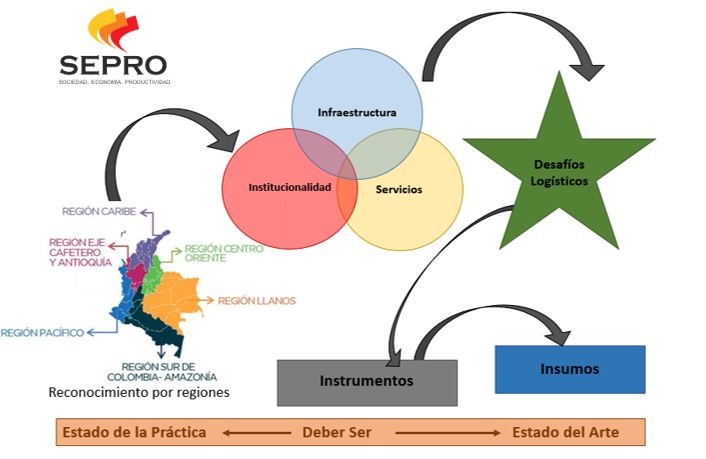 SEPRO
SOCIEDAD . ECONOMÍA . PRODUCTIVIDAD
Infraestructura
Institucionalidad
Servicios
Desafíos
Logísticos
REGIÓN CARIBE
REGIÓN EJE
CAFETERO
Y ANTIOQUÍA
REGIÓN CENTRO
ORIENTE
REGIÓN LLANOS
REGIÓN PACÍFICO
REGIÓN SUR DE
COLOMBIA- AMAZONÍA
Reconocimiento por regiones
Instrumentos
Insumos
Estado de la Práctica
Deber Ser
Estado del Arte